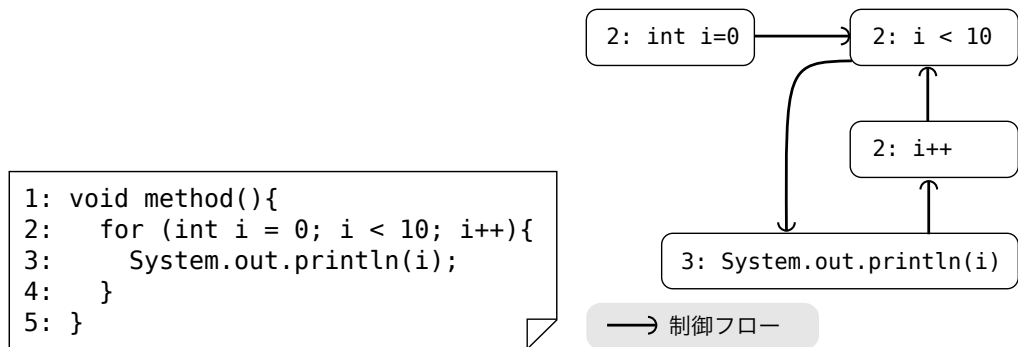 1: void method(){
2:   for (int i = 0; i < 10; i++){
3:     System.out.println(i);
4:   }
5: }
2: int i=0
2: i < 10
2: i++
3: System.out.println(i)
制御フロー